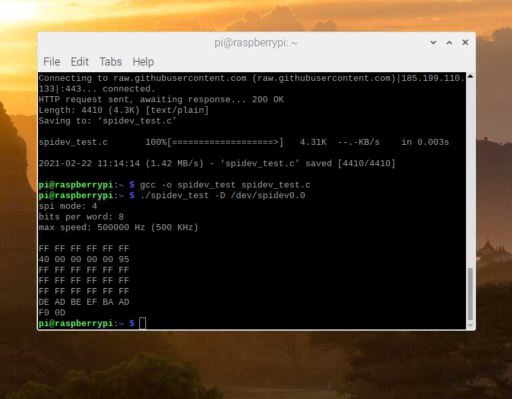 pi@raspberrypi: ~
File Edit Tabs Help
Connecting to raw.githubusercontent.com (raw.githubusercontent.com)|185.199.110.
133|:443... connected.
HTTP request sent, awaiting response... 200 OK
Length: 4410 (4.3K) [text/plain]
Saving to: ‘spidev_test.c’
spidev_test.c 100%[===================>] 4.31K --.-KB/s in 0.003s
2021-02-22 11:14:14 (1.42 MB/s) - ‘spidev_test.c’ saved [4410/4410]
pi@raspberrypi:~ $ gcc -o spidev_test spidev_test.c
pi@raspberrypi:~ $ ./spidev_test -D /dev/spidev0.0
spi mode: 4
bits per word: 8
max speed: 500000 Hz (500 KHz)
FF FF FF FF FF FF
40 00 00 00 00 95
FF FF FF FF FF FF
FF FF FF FF FF FF
FF FF FF FF FF FF
DE AD BE EF BA AD
F0 0D
pi@raspberrypi:~ $